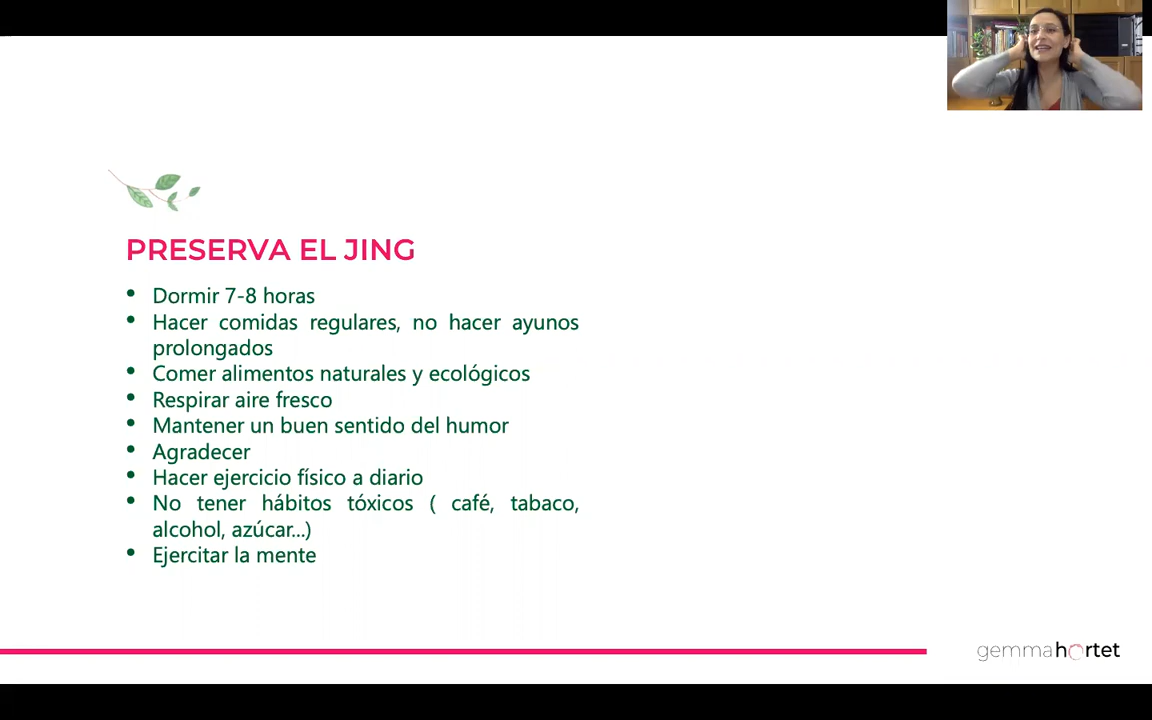 PRESERVA EL JING
• Dormir 7-8 horas
• Hacer comidas regulares, no hacer ayunos
prolongados
• Comer alimentos naturales y ecológicos
• Respirar aire fresco
• Mantener un buen sentido del humor
• Agradecer
• Hacer ejercicio físico a diario
• No tener hábitos tóxicos ( café, tabaco,
alcohol, azúcar...)
• Ejercitar la mente
gemmahortet